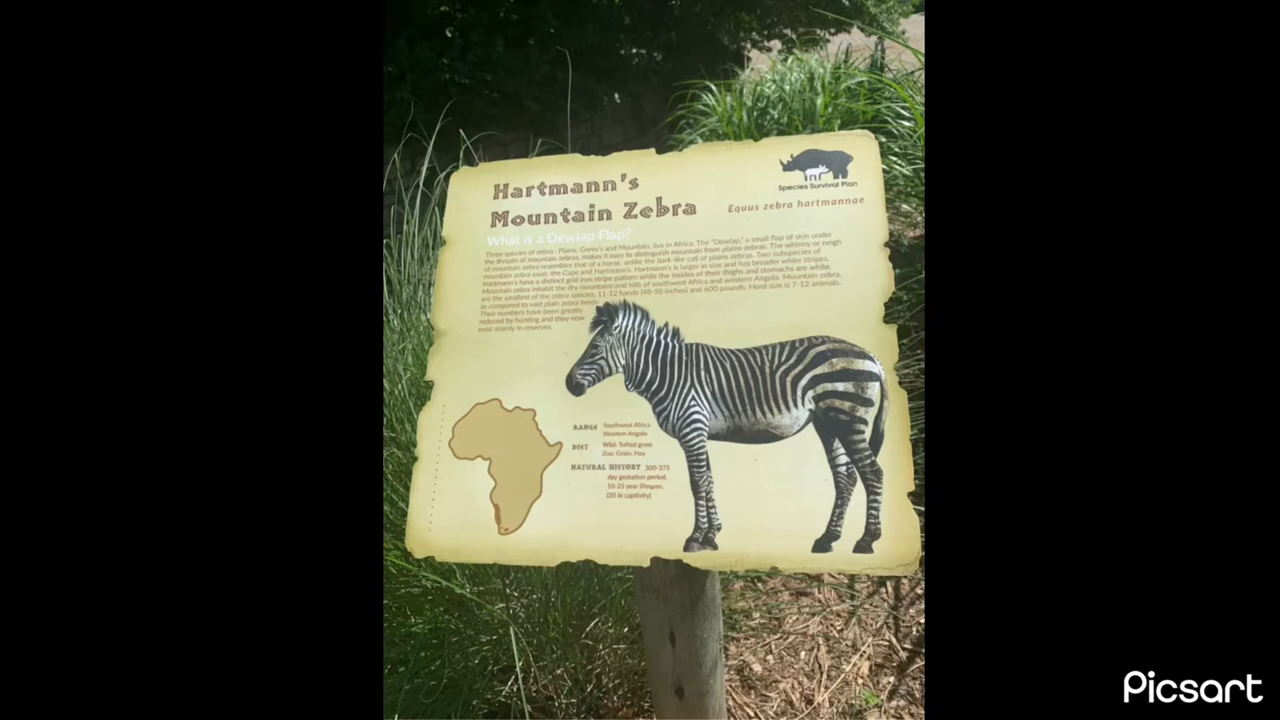 Hartmann's
Mountain Zebra
Species Survival Plan
Equus zebra hartmannae
What is a Dewlap Flap?
Three species of zebra: Plains, Grevy's and Mountain, live in Africa. The "Dewlap," a small flap of skin under
the throats of mountain zebras, makes it easy to distinguish mountain from plains zebras. The whinny or neigh
of mountain zebra resembles that of a horse, unlike the bark-like call of plains zebras. Two subspecies of
mountain zebra exist: the Cape and Hartmann's. Hartmann's is larger in size and has broader white stripes.
Hartmann's have a distinct grid iron stripe pattern while the insides of their thighs and stomachs are white.
Mountain zebra inhabit the dry mountains and hills of southwest Africa and western Angola. Mountain zebra,
are the smallest of the zebra species; 11-12 hands (48-50 inches) and 600 pounds. Herd size is 7-12 animals,
as compared to vast plain zebra herds.
Their numbers have been greatly
reduced by hunting and they now
exist mainly in reserves.
RANGE Southwest Africa
Western Angola
DIET Wild: Tufted grass
Zoo: Grain, Hay
NATURAL HISTORY 300-375
day gestation period.
10-25 year lifespan.
(35 in captivity)
Picsart